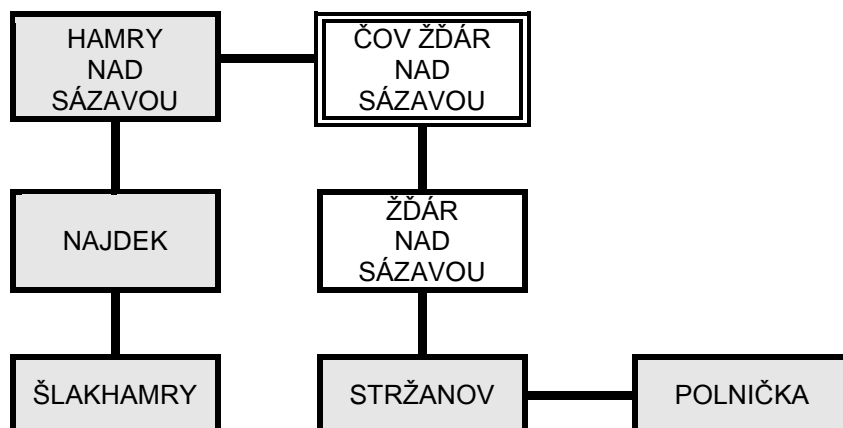 HAMRY
NAD
SÁZAVOU
ČOV ŽĎÁR
NAD
SÁZAVOU
NAJDEK
ŽĎÁR
NAD
SÁZAVOU
ŠLAKHAMRY
STRŽANOV
POLNIČKA